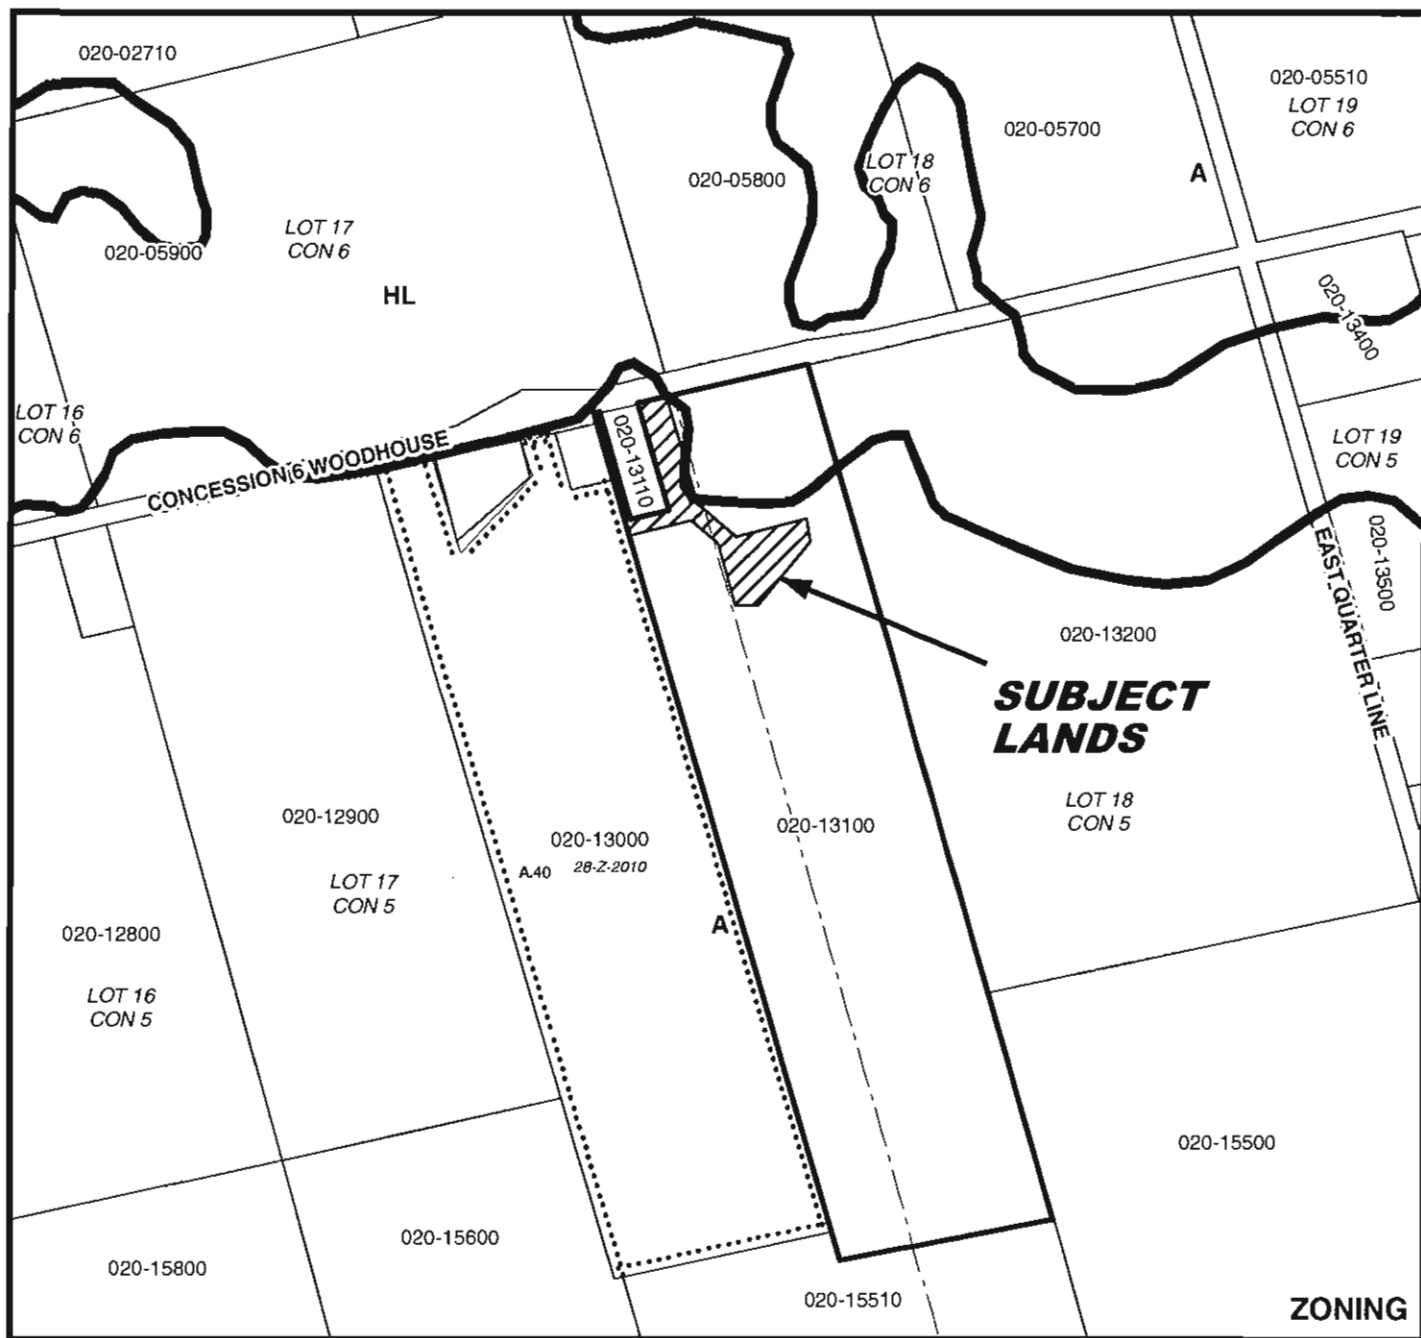 020-02710
020-05510
LOT 19
CON 6
020-05700
LOT 18
CON 6
020-05800
A
LOT 17
CON 6
020-05900
HL
020-13400
LOT 16
CON 6
CONCESSION 6 WOODHOUSE
020-13110
LOT 19
CON 5
EAST QUARTER LINE
020-13500
020-13200
SUBJECT
LANDS
LOT 18
CON 5
020-12900
020-13000
020-13100
A.40
28-Z-2010
LOT 17
CON 5
A
020-12800
LOT 16
CON 5
020-15500
020-15600
020-15800
020-15510
ZONING